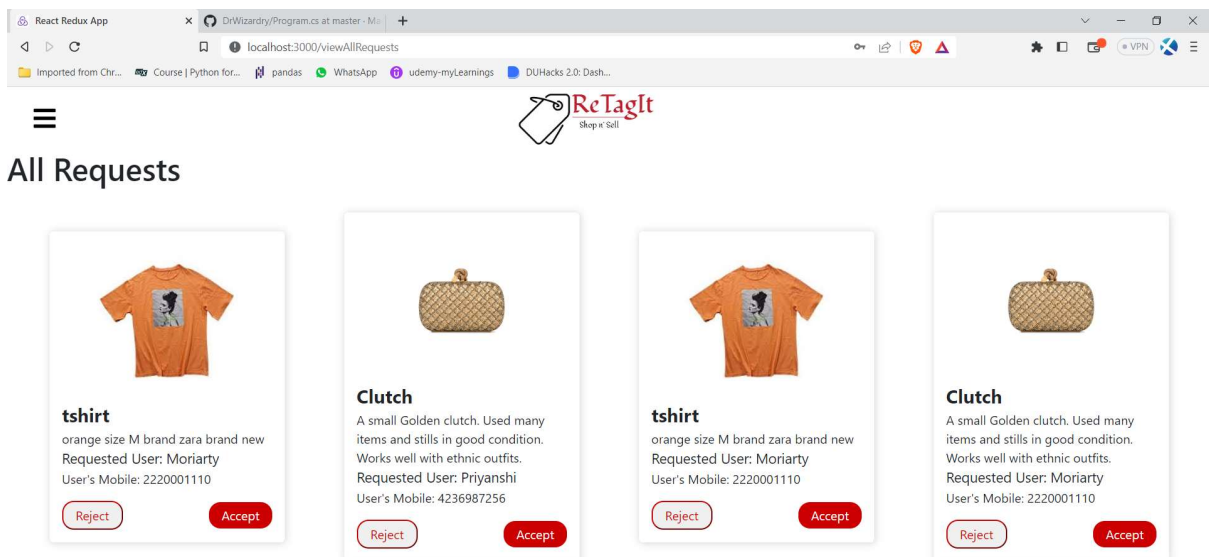 React Redux App
DrWizardry/Program.cs at master · Ma
localhost:3000/viewAllRequests
VPN
Imported from Chr...
Course | Python for...
pandas
WhatsApp
udemy-myLearnings
DUHacks 2.0: Dash...
ReTagIt
Shop n' Sell
All Requests
tshirt
orange size M brand zara brand new
Requested User: Moriarty
User's Mobile: 2220001110
Reject
Accept
Clutch
A small Golden clutch. Used many
items and stills in good condition.
Works well with ethnic outfits.
Requested User: Priyanshi
User's Mobile: 4236987256
Reject
Accept
tshirt
orange size M brand zara brand new
Requested User: Moriarty
User's Mobile: 2220001110
Reject
Accept
Clutch
A small Golden clutch. Used many
items and stills in good condition.
Works well with ethnic outfits.
Requested User: Moriarty
User's Mobile: 2220001110
Reject
Accept